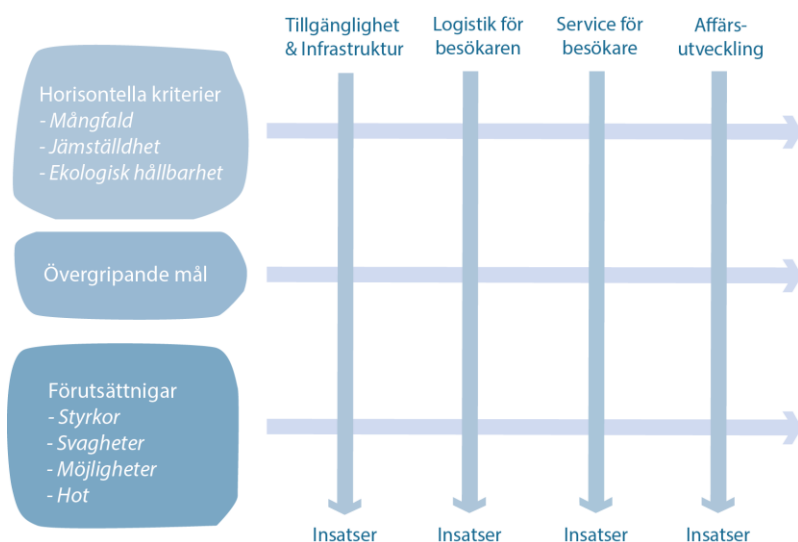 Tillgänglighet
& Infrastruktur
Logistik för
besökaren
Service för
besökare
Affärs-
utveckling
Horisontella kriterier
- Mångfald
- Jämställdhet
- Ekologisk hållbarhet
Övergripande mål
Förutsättnigar
- Styrkor
- Svagheter
- Möjligheter
- Hot
Insatser
Insatser
Insatser
Insatser